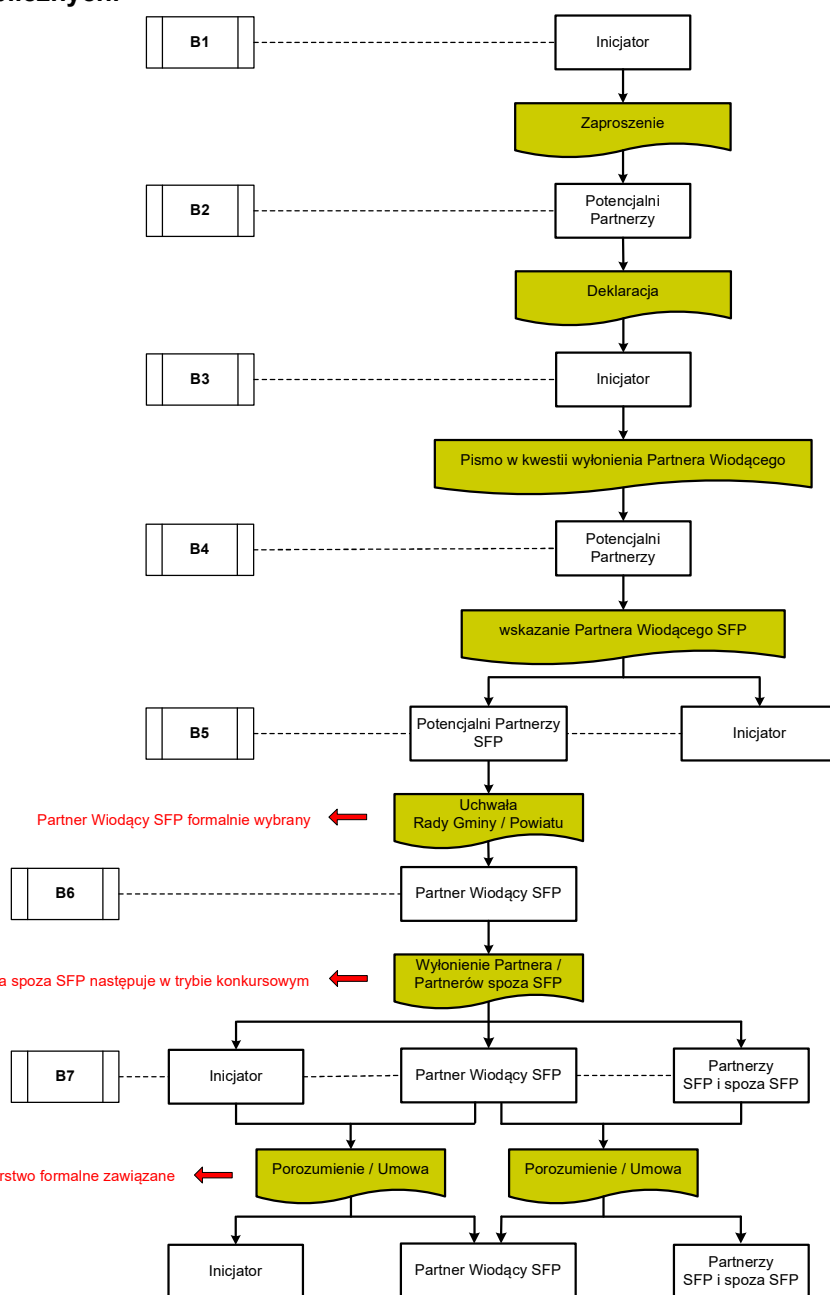 B1
Inicjator
Zaproszenie
B2
Potencjalni
Partnerzy
Deklaracja
B3
Inicjator
Pismo w kwestii wyłonienia Partnera Wiodącego
B4
Potencjalni
Partnerzy
wskazanie Partnera Wiodącego SFP
B5
Potencjalni Partnerzy
SFP
Inicjator
Uchwała
Rady Gminy / Powiatu
Partner Wiodący SFP formalnie wybrany
B6
Partner Wiodący SFP
Wyłonienie Partnera /
Partnerów spoza SFP
a spoza SFP następuje w trybie konkursowym
B7
Inicjator
Partner Wiodący SFP
Partnerzy
SFP i spoza SFP
rstwo formalne zawiązane
Porozumienie / Umowa
Porozumienie / Umowa
Inicjator
Partner Wiodący SFP
Partnerzy
SFP i spoza SFP